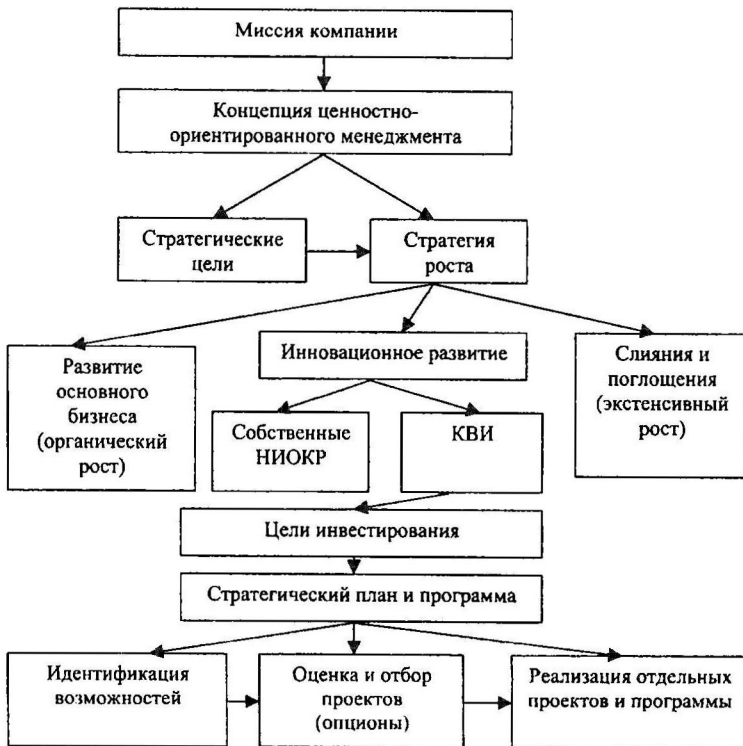 Миссия компании
Концепция ценностно-
ориентированного менеджмента
Стратегические
цели
Стратегия
роста
Развитие
основного
бизнеса
(органический
рост)
Инновационное развитие
Слияния и
поглощения
(экстенсивный
рост)
Собственные
НИОКР
КВИ
Цели инвестирования
Стратегический план и программа
Идентификация
возможностей
Оценка и отбор
проектов
(опционы)
Реализация отдельных
проектов и программы